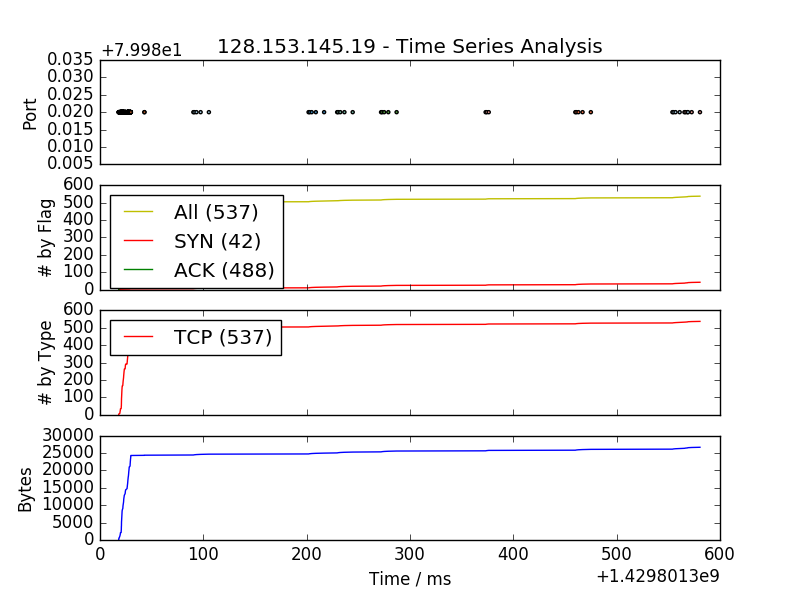 +7.998e1
128.153.145.19 - Time Series Analysis
Port
0.035
0.030
0.025
0.020
0.015
0.010
0.005
# by Flag
600
500
400
300
200
100
0
All (537)
SYN (42)
ACK (488)
# by Type
600
500
400
300
200
100
0
TCP (537)
Bytes
30000
25000
20000
15000
10000
5000
0
0 100 200 300 400 500 600
Time / ms
+1.4298013e9